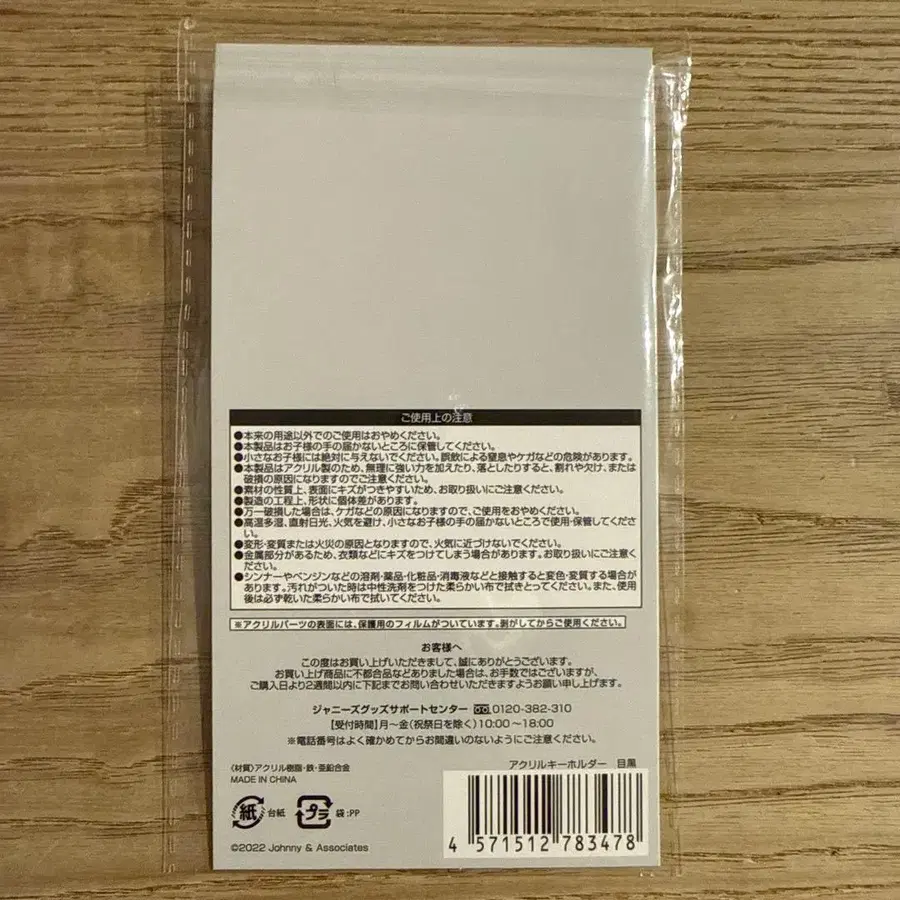 ご使用上の注意
●本来の用途以外でのご使用はおやめください。
●本製品はお子様の手の届かないところに保管してください。
●小さなお子様には絶対に与えないでください。誤飲による窒息やケガなどの危険があります。
●本製品はアクリル製のため、無理に強い力を加えたり、落としたりすると、割れや欠け、または
破損の原因になりますのでご注意ください。
●素材の性質上、表面にキズがつきやすいため、お取り扱いにご注意ください。
●製造の工程上、形状に個体差があります。
●万一破損した場合は、ケガなどの原因になりますので、ご使用をおやめください。
●高温多湿、直射日光、火気を避け、小さなお子様の手の届かないところで使用・保管してくださ
い。
●変形・変質または火災の原因となりますので、火気に近づけないでください。
●金属部分があるため、衣類などにキズをつけてしまう場合があります。お取り扱いにご注意くださ
い。
●シンナーやベンジンなどの溶剤・薬品・化粧品・消毒液などと接触すると変色・変質する場合が
あります。汚れがついた時は中性洗剤をつけた柔らかい布で拭きとってください。また、使用
後は必ず乾いた柔らかい布で拭いてください。
※アクリルパーツの表面には、保護用のフィルムがついています。剥がしてからご使用ください。
お客様へ
この度はお買い上げいただきまして、誠にありがとうございます。
お買い上げ商品に不都合品などありました場合は、お手数ではございますが、
ご購入日より2週間以内に下記までお問い合わせいただきますようお願い申し上げます。
ジャニーズグッズサポートセンター 0120-382-310
【受付時間】月〜金(祝祭日を除く)10:00〜18:00
※電話番号はよく確かめてからお間違いのないようにご注意ください。
〈材質〉アクリル樹脂・鉄・亜鉛合金
MADE IN CHINA
アクリルキーホルダー 目黒
紙 台紙 プラ 袋:PP
4 571512 783478
©2022 Johnny & Associates